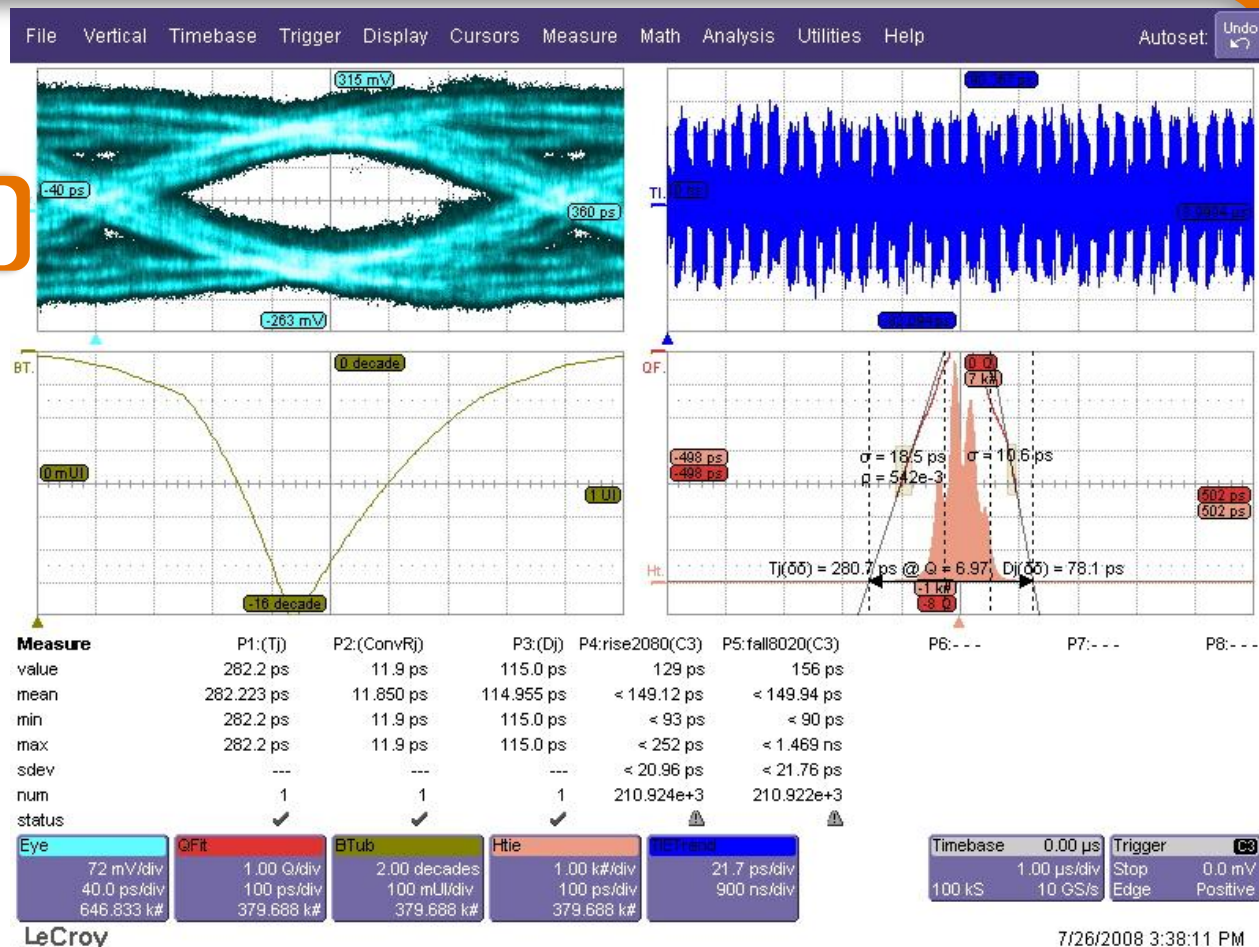 File Vertical Timebase Trigger Display Cursors Measure Math Analysis Utilities Help Autoset: Undo
315 mV
-40 ps
360 ps
-263 mV
TI.
BT.
0 decade
0 mUI
1 UI
-16 decade
QF.
0 Q
7 k#
-498 ps
-498 ps
σ = 18.5 ps σ = 10.6 ps
ρ = 542e-3
502 ps
502 ps
Ht.
Tj(δδ) = 280.7 ps @ Q = 6.97, Dj(δδ) = 78.1 ps
-1 k#
-8 Q
Measure P1:(Tj) P2:(ConvRj) P3:(Dj) P4:rise2080(C3) P5:fall8020(C3) P6:- - - P7:- - - P8:- - -
value 282.2 ps 11.9 ps 115.0 ps 129 ps 156 ps
mean 282.223 ps 11.850 ps 114.955 ps < 149.12 ps < 149.94 ps
min 282.2 ps 11.9 ps 115.0 ps < 93 ps < 90 ps
max 282.2 ps 11.9 ps 115.0 ps < 252 ps < 1.469 ns
sdev --- --- --- < 20.96 ps < 21.76 ps
num 1 1 1 210.924e+3 210.922e+3
status
Eye
72 mV/div
40.0 ps/div
646.833 k#
QFit
1.00 Q/div
100 ps/div
379.688 k#
BTub
2.00 decades
100 mUI/div
379.688 k#
Htie
1.00 k#/div
100 ps/div
379.688 k#
TIETrend
21.7 ps/div
900 ns/div
Timebase 0.00 µs
1.00 µs/div
100 kS 10 GS/s
Trigger C3
Stop 0.0 mV
Edge Positive
LeCroy
7/26/2008 3:38:11 PM